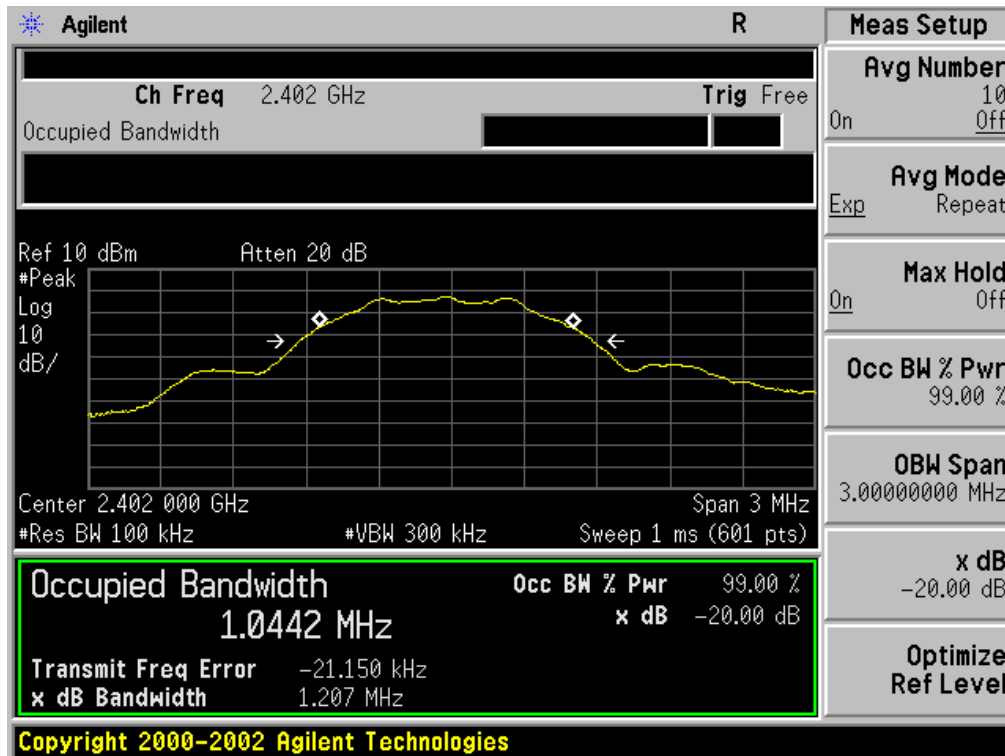 Agilent R
Ch Freq 2.402 GHz Trig Free
Occupied Bandwidth
Ref 10 dBm Atten 20 dB
#Peak
Log
10
dB/
Center 2.402 000 GHz Span 3 MHz
#Res BW 100 kHz #VBW 300 kHz Sweep 1 ms (601 pts)
Occupied Bandwidth Occ BW % Pwr 99.00 %
1.0442 MHz x dB -20.00 dB
Transmit Freq Error -21.150 kHz
x dB Bandwidth 1.207 MHz
Copyright 2000-2002 Agilent Technologies
Meas Setup
Avg Number
10
On Off
Avg Mode
Exp Repeat
Max Hold
On Off
Occ BW % Pwr
99.00 %
OBW Span
3.00000000 MHz
x dB
-20.00 dB
Optimize
Ref Level